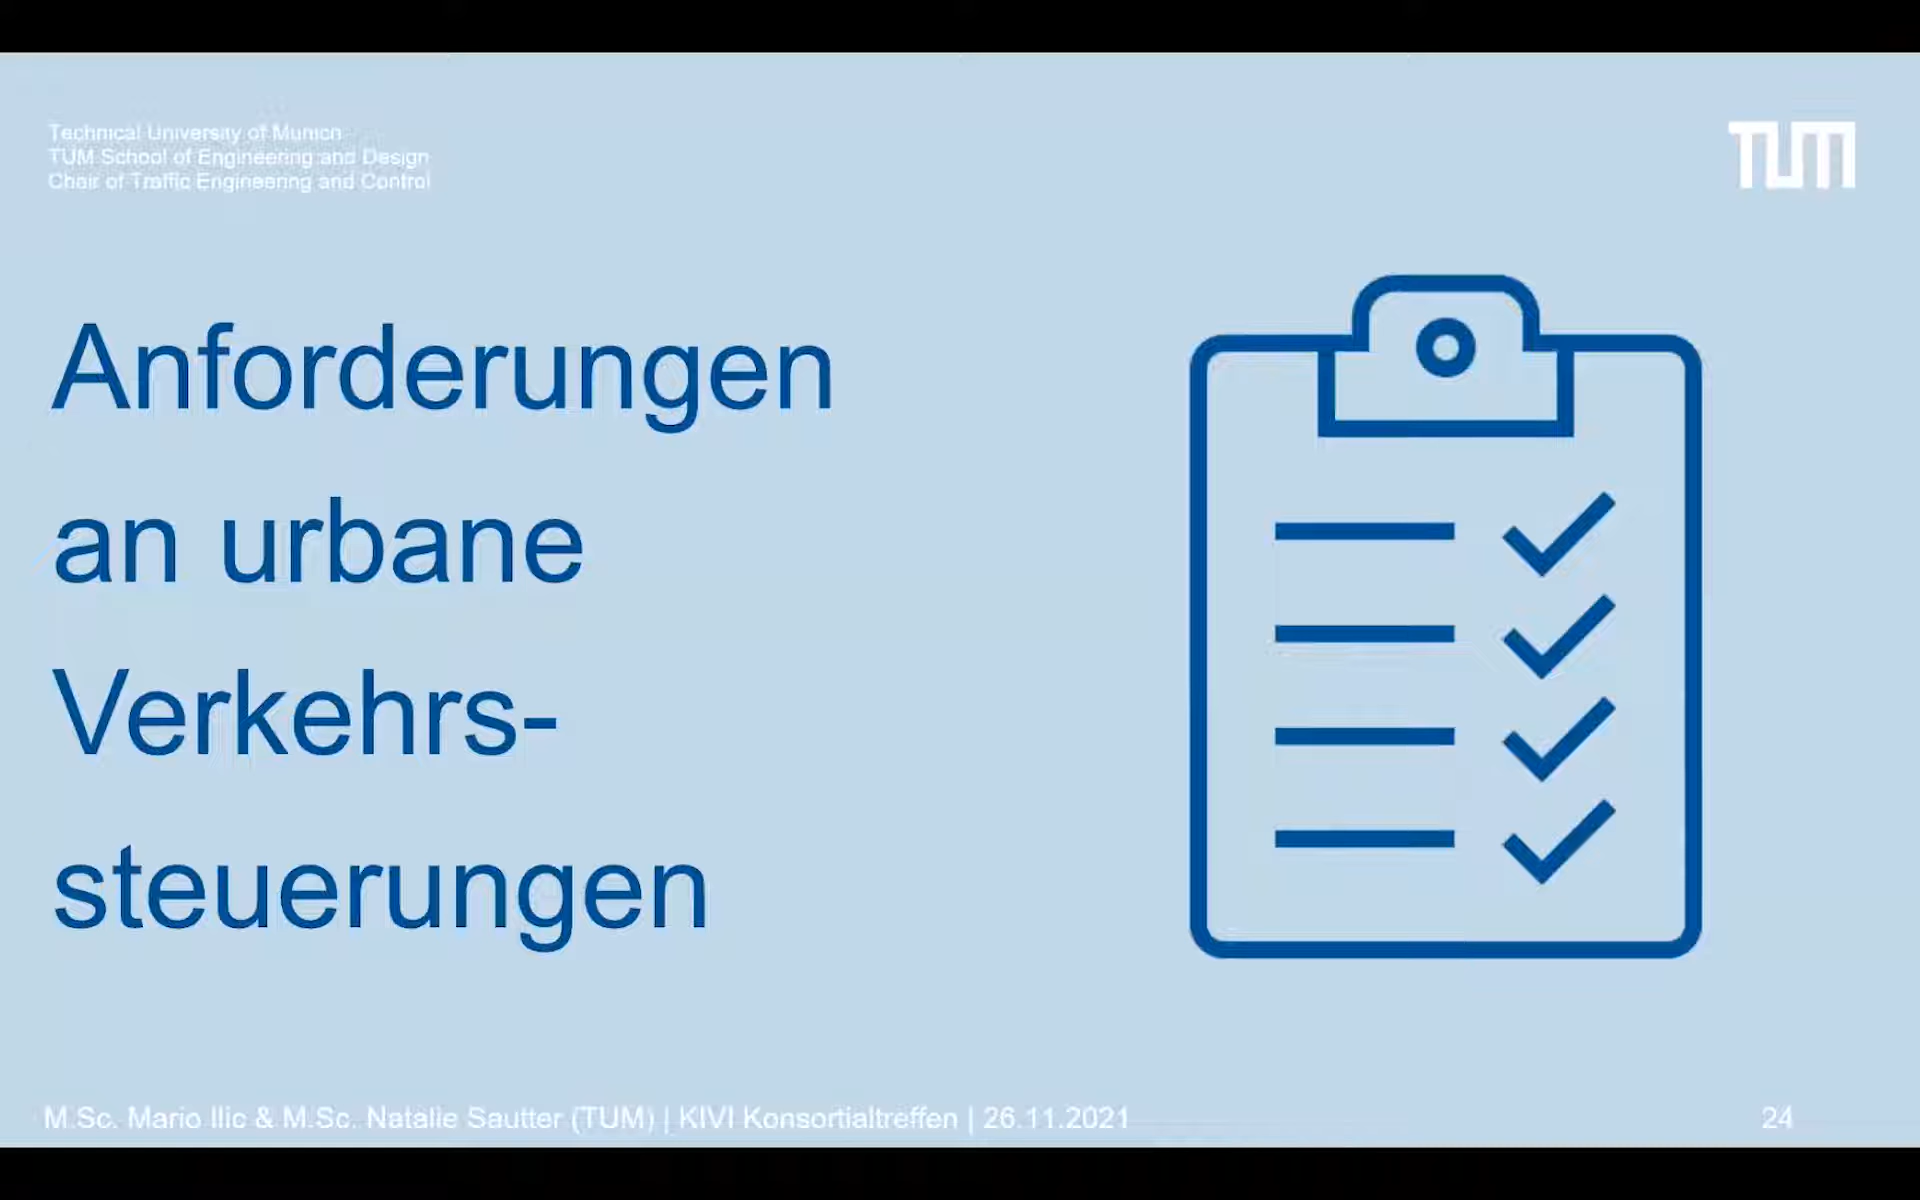 Technical University of Munich
TUM School of Engineering and Design
Chair of Traffic Engineering and Control
TUM
Anforderungen
an urbane
Verkehrs-
steuerungen
M.Sc. Mario Ilic & M.Sc. Natalie Sautter (TUM) | KIVI Konsortialtreffen | 26.11.2021
24